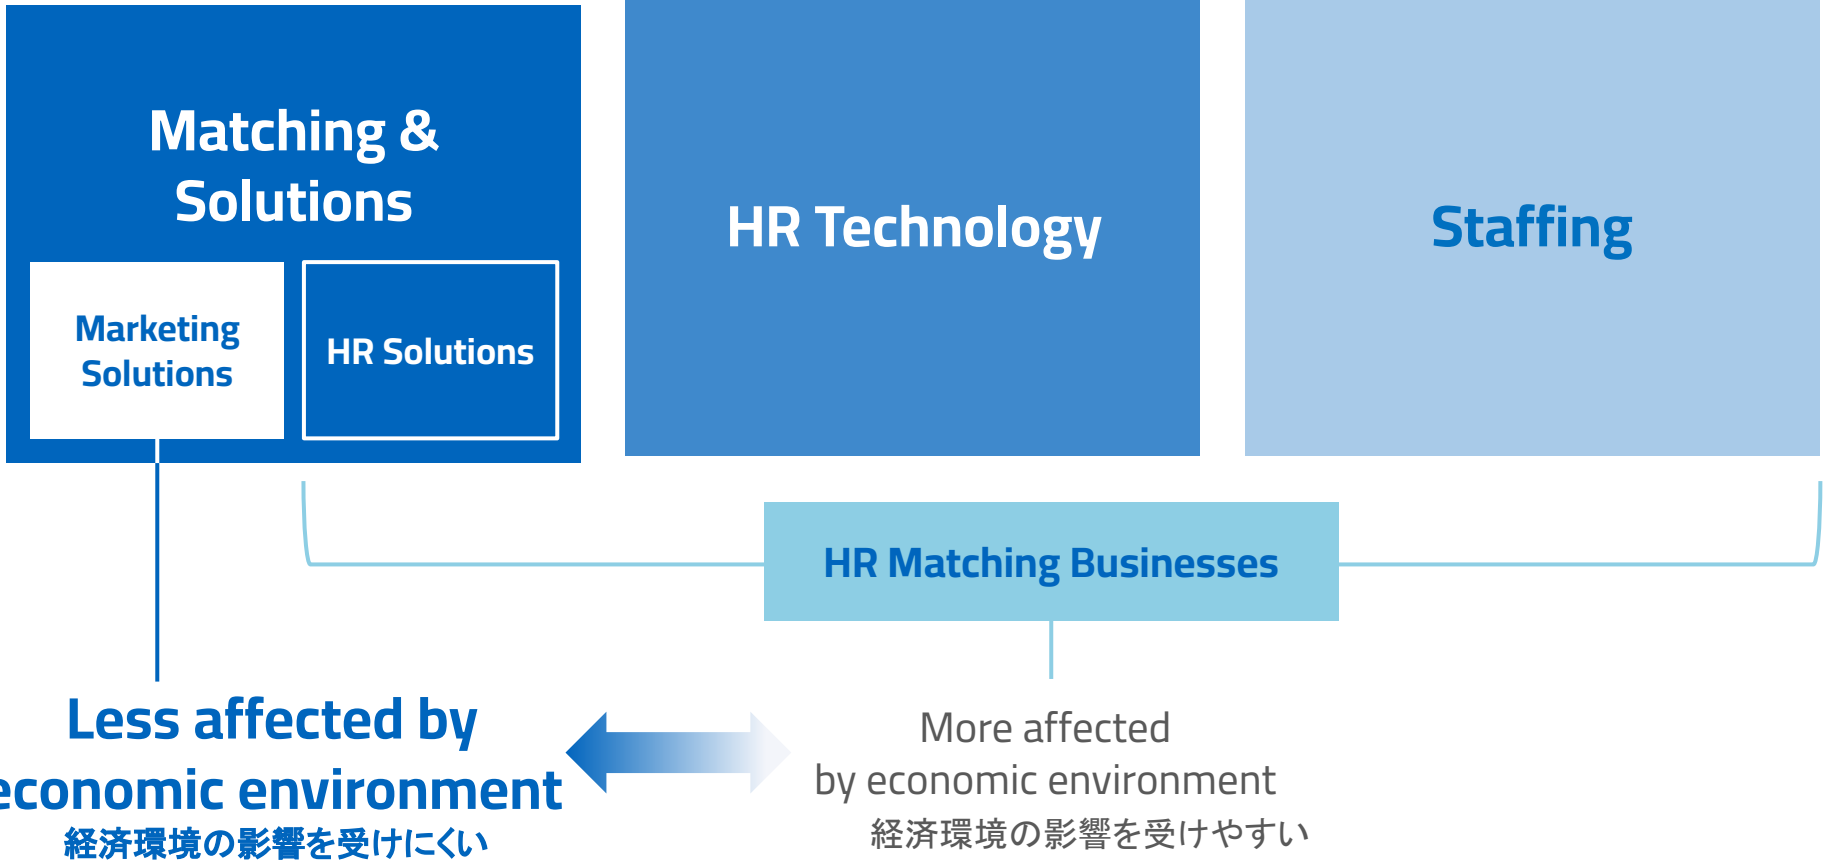 Matching &
Solutions
HR Technology
Staffing
Marketing
Solutions
HR Solutions
HR Matching Businesses
Less affected by
economic environment
経済環境の影響を受けにくい
More affected
by economic environment
経済環境の影響を受けやすい